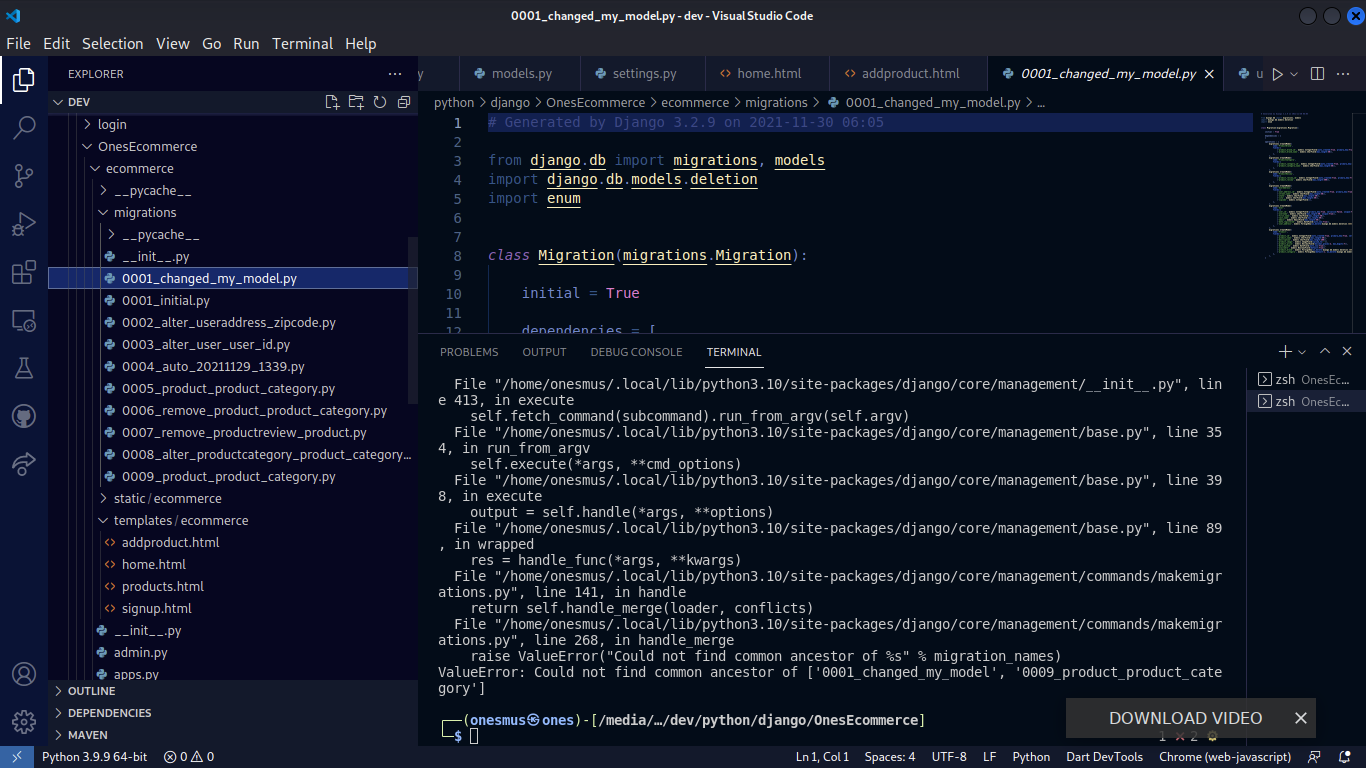 0001_changed_my_model.py - dev - Visual Studio Code
File Edit Selection View Go Run Terminal Help
EXPLORER
DEV
login
OnesEcommerce
ecommerce
__pycache__
migrations
__pycache__
__init__.py
0001_changed_my_model.py
0001_initial.py
0002_alter_useraddress_zipcode.py
0003_alter_user_user_id.py
0004_auto_20211129_1339.py
0005_product_product_category.py
0006_remove_product_product_category.py
0007_remove_productreview_product.py
0008_alter_productcategory_product_category...
0009_product_product_category.py
static / ecommerce
templates / ecommerce
addproduct.html
home.html
products.html
signup.html
__init__.py
admin.py
apps.py
OUTLINE
DEPENDENCIES
MAVEN
y models.py settings.py home.html addproduct.html 0001_changed_my_model.py u
python > django > OnesEcommerce > ecommerce > migrations > 0001_changed_my_model.py > ...
1 # Generated by Django 3.2.9 on 2021-11-30 06:05
2
3 from django.db import migrations, models
4 import django.db.models.deletion
5 import enum
6
7
8 class Migration(migrations.Migration):
9
10 initial = True
11
12 dependencies = [
PROBLEMS OUTPUT DEBUG CONSOLE TERMINAL
File "/home/onesmus/.local/lib/python3.10/site-packages/django/core/management/__init__.py", lin
e 413, in execute
self.fetch_command(subcommand).run_from_argv(self.argv)
File "/home/onesmus/.local/lib/python3.10/site-packages/django/core/management/base.py", line 35
4, in run_from_argv
self.execute(*args, **cmd_options)
File "/home/onesmus/.local/lib/python3.10/site-packages/django/core/management/base.py", line 39
8, in execute
output = self.handle(*args, **options)
File "/home/onesmus/.local/lib/python3.10/site-packages/django/core/management/base.py", line 89
, in wrapped
res = handle_func(*args, **kwargs)
File "/home/onesmus/.local/lib/python3.10/site-packages/django/core/management/commands/makemigr
ations.py", line 141, in handle
return self.handle_merge(loader, conflicts)
File "/home/onesmus/.local/lib/python3.10/site-packages/django/core/management/commands/makemigr
ations.py", line 268, in handle_merge
raise ValueError("Could not find common ancestor of %s" % migration_names)
ValueError: Could not find common ancestor of ['0001_changed_my_model', '0009_product_product_cate
gory']
(onesmus㉿ones)-[/media/…/dev/python/django/OnesEcommerce]
$
1 ⨯ 2 ⚙
zsh OnesEc...
zsh OnesEc...
DOWNLOAD VIDEO
Python 3.9.9 64-bit 0 0 Ln 1, Col 1 Spaces: 4 UTF-8 LF Python Dart DevTools Chrome (web-javascript)